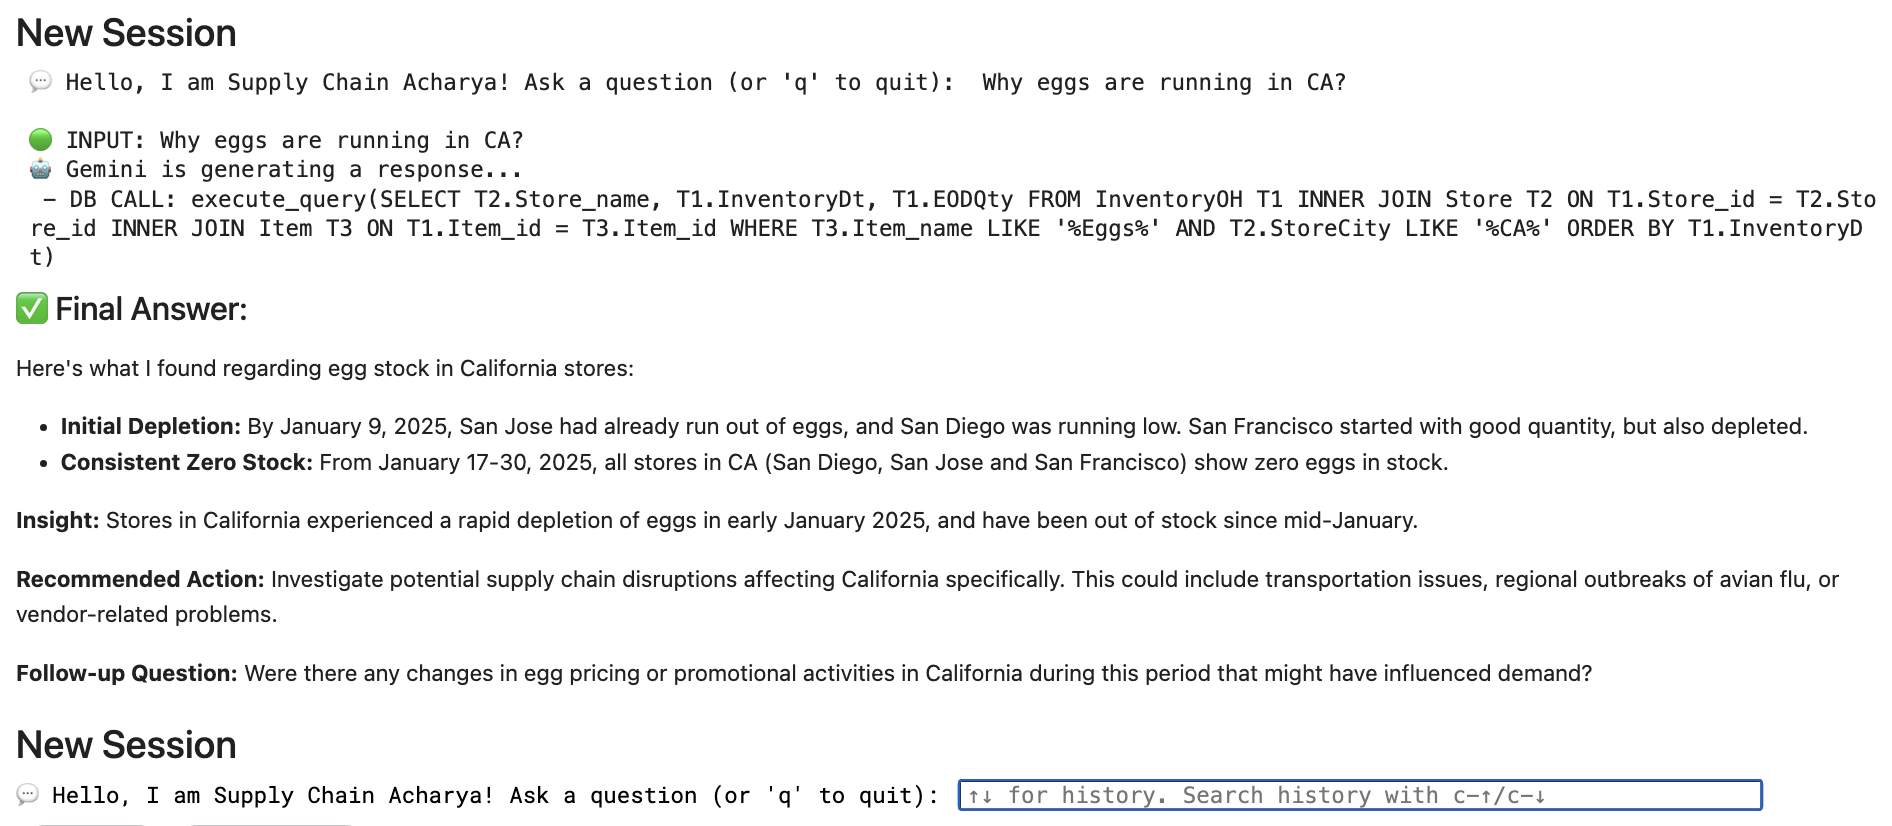 New Session
💬 Hello, I am Supply Chain Acharya! Ask a question (or 'q' to quit):  Why eggs are running in CA?
🟢 INPUT: Why eggs are running in CA?
🤖 Gemini is generating a response...
- DB CALL: execute_query(SELECT T2.Store_name, T1.InventoryDt, T1.EODQty FROM InventoryOH T1 INNER JOIN Store T2 ON T1.Store_id = T2.Sto
re_id INNER JOIN Item T3 ON T1.Item_id = T3.Item_id WHERE T3.Item_name LIKE '%Eggs%' AND T2.StoreCity LIKE '%CA%' ORDER BY T1.InventoryD
t)
✅ Final Answer:
Here's what I found regarding egg stock in California stores:
• Initial Depletion: By January 9, 2025, San Jose had already run out of eggs, and San Diego was running low. San Francisco started with good quantity, but also depleted.
• Consistent Zero Stock: From January 17-30, 2025, all stores in CA (San Diego, San Jose and San Francisco) show zero eggs in stock.
Insight: Stores in California experienced a rapid depletion of eggs in early January 2025, and have been out of stock since mid-January.
Recommended Action: Investigate potential supply chain disruptions affecting California specifically. This could include transportation issues, regional outbreaks of avian flu, or
vendor-related problems.
Follow-up Question: Were there any changes in egg pricing or promotional activities in California during this period that might have influenced demand?
New Session
💬 Hello, I am Supply Chain Acharya! Ask a question (or 'q' to quit): ↑↓ for history. Search history with c-↑/c-↓